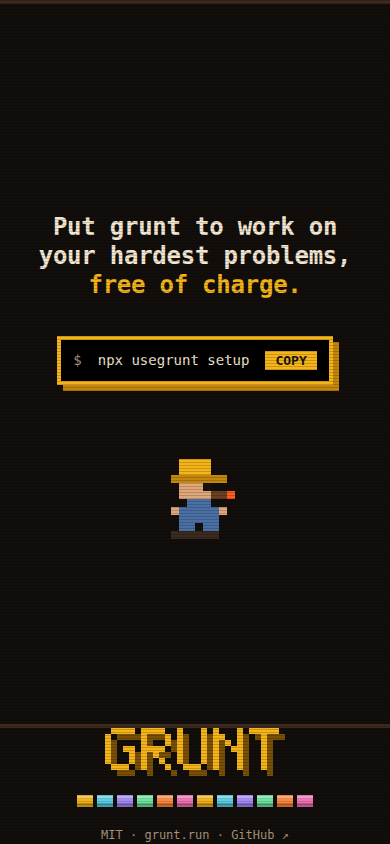 Put grunt to work on
your hardest problems,
free of charge.
$ npx usegrunt setup COPY
GRUNT
MIT · grunt.run · GitHub ↗